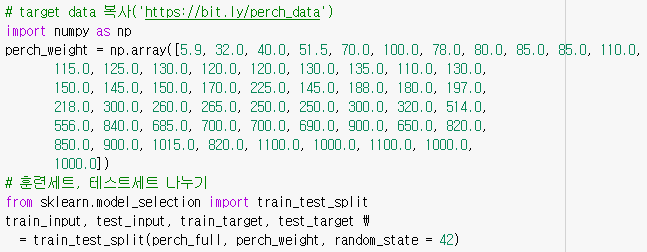 # target data 복사('https://bit.ly/perch_data')
import numpy as np
perch_weight = np.array([5.9, 32.0, 40.0, 51.5, 70.0, 100.0, 78.0, 80.0, 85.0, 85.0, 110.0,
115.0, 125.0, 130.0, 120.0, 120.0, 130.0, 135.0, 110.0, 130.0,
150.0, 145.0, 150.0, 170.0, 225.0, 145.0, 188.0, 180.0, 197.0,
218.0, 300.0, 260.0, 265.0, 250.0, 250.0, 300.0, 320.0, 514.0,
556.0, 840.0, 685.0, 700.0, 700.0, 690.0, 900.0, 650.0, 820.0,
850.0, 900.0, 1015.0, 820.0, 1100.0, 1000.0, 1100.0, 1000.0,
1000.0])
# 훈련세트, 테스트세트 나누기
from sklearn.model_selection import train_test_split
train_input, test_input, train_target, test_target ₩
= train_test_split(perch_full, perch_weight, random_state = 42)